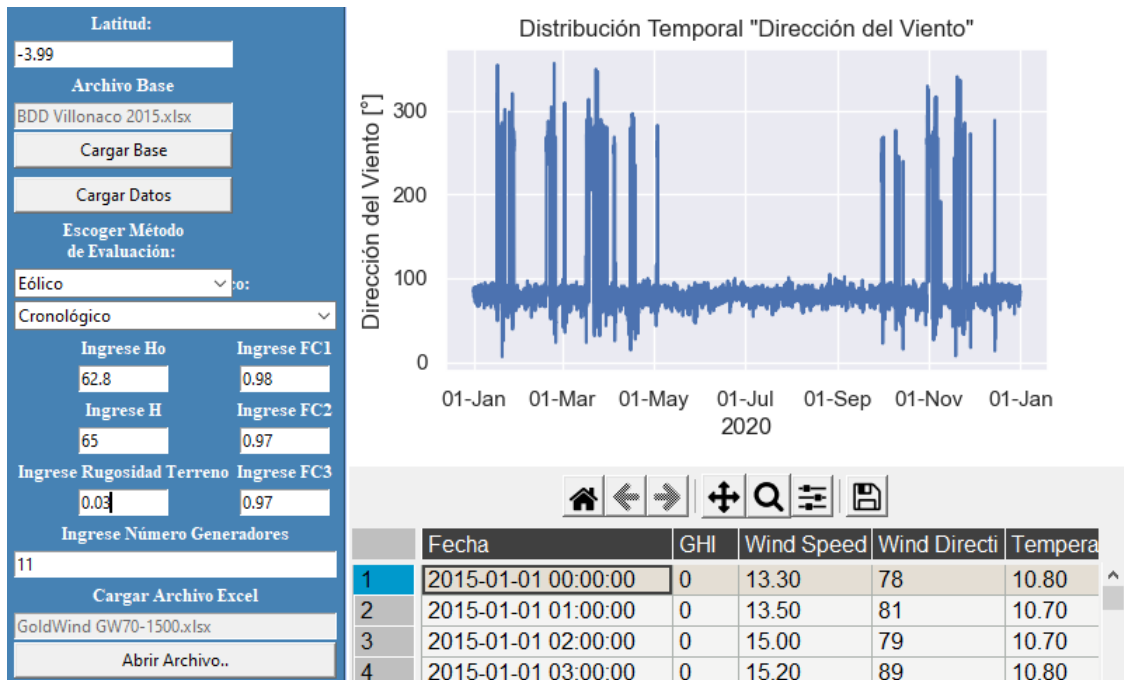 Latitud:
-3.99
Archivo Base
BDD Villonaco 2015.xlsx
Cargar Base
Cargar Datos
Escoger Método
de Evaluación:
Eólico
co:
Cronológico
Ingrese Ho Ingrese FC1
62.8 0.98
Ingrese H Ingrese FC2
65 0.97
Ingrese Rugosidad Terreno Ingrese FC3
0.03 0.97
Ingrese Número Generadores
11
Cargar Archivo Excel
GoldWind GW70-1500.xlsx
Abrir Archivo..
Distribución Temporal "Dirección del Viento"
Dirección del Viento [°]
300
200
100
0
01-Jan 01-Mar 01-May 01-Jul 01-Sep 01-Nov 01-Jan
2020
Fecha GHI Wind Speed Wind Directi Tempera
1 2015-01-01 00:00:00 0 13.30 78 10.80
2 2015-01-01 01:00:00 0 13.50 81 10.70
3 2015-01-01 02:00:00 0 15.00 79 10.70
4 2015-01-01 03:00:00 0 15.20 89 10.80